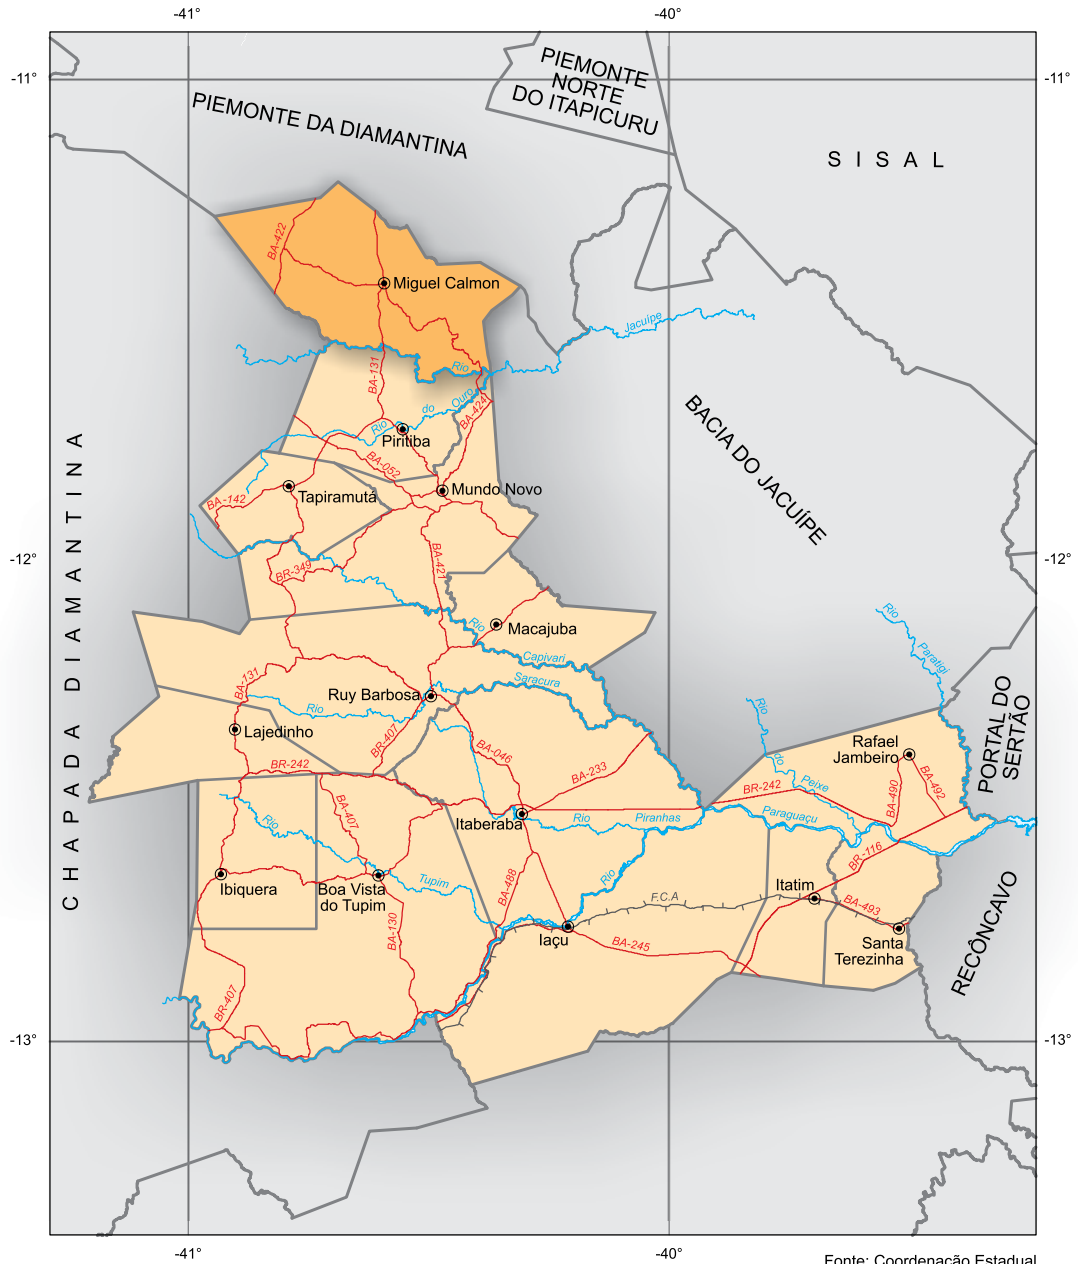 -41°
-40°
-11°
-11°
PIEMONTE
NORTE
DO ITAPICURU
PIEMONTE DA DIAMANTINA
SISAL
BA-422
Miguel Calmon
Jacuípe
Rio
BA-131
do
Ouro
BA-424
Rio
Piritiba
BACIA DO JACUÍPE
BA-052
Mundo Novo
Tapiramutá
BA-142
CHAPADA DIAMANTINA
-12°
-12°
BA-421
BR-349
Rio
Macajuba
Capivari
Saracura
Rio
Paratigi
BA-131
Ruy Barbosa
Rio
Lajedinho
BR-407
BA-046
BR-242
BA-233
Rio
do
Peixe
Rafael
Jambeiro
PORTAL DO
SERTÃO
BR-242
BA-490
BA-492
BA-407
Rio
Itaberaba
Rio
Piranhas
Paraguaçu
BR-116
Ibiquera
Boa Vista
do Tupim
Tupim
BA-488
Rio
F.C.A
Itatim
BA-493
BA-130
Iaçu
BA-245
Santa
Terezinha
RECÔNCAVO
BR-407
-13°
-13°
-41°
-40°
Fonte: Coordenação Estadual